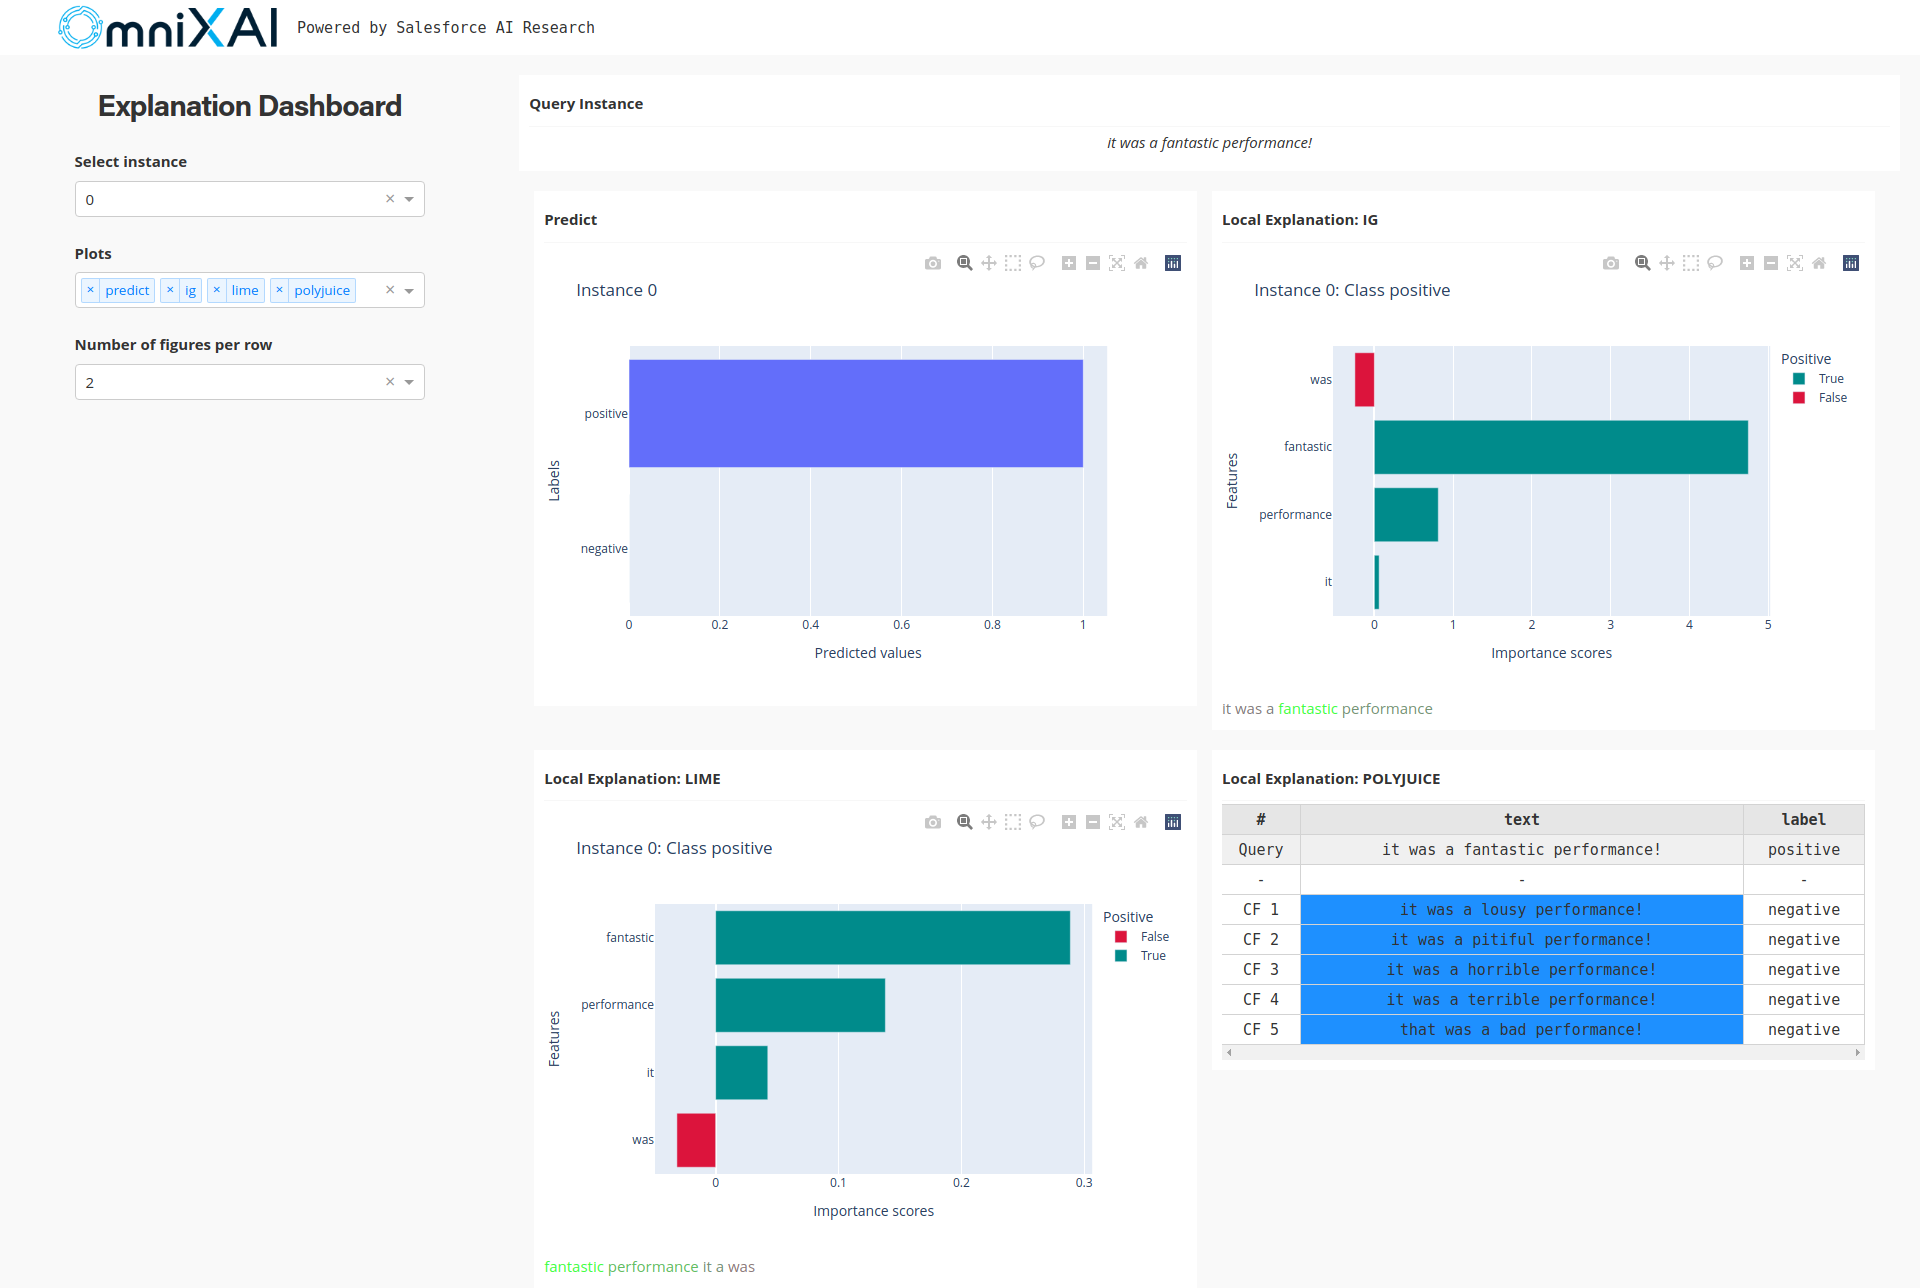 OmniXAI Powered by Salesforce AI Research
Explanation Dashboard
Select instance
0
Plots
× predict × ig × lime × polyjuice
Number of figures per row
2
Query Instance
it was a fantastic performance!
Predict
Instance 0
Labels
positive
negative
0 0.2 0.4 0.6 0.8 1
Predicted values
Local Explanation: IG
Instance 0: Class positive
Features
was
fantastic
performance
it
0 1 2 3 4 5
Importance scores
Positive
True
False
it was a fantastic performance
Local Explanation: LIME
Instance 0: Class positive
Features
fantastic
performance
it
was
0 0.1 0.2 0.3
Importance scores
Positive
False
True
fantastic performance it a was
Local Explanation: POLYJUICE
# text label
Query it was a fantastic performance! positive
- - -
CF 1 it was a lousy performance! negative
CF 2 it was a pitiful performance! negative
CF 3 it was a horrible performance! negative
CF 4 it was a terrible performance! negative
CF 5 that was a bad performance! negative